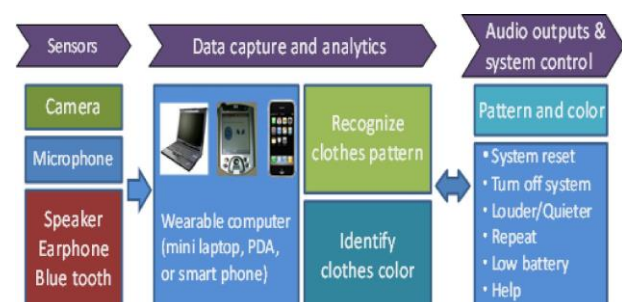 Sensors
Data capture and analytics
Audio outputs &
system control
Camera
Microphone
Speaker
Earphone
Blue tooth
Wearable computer
(mini laptop, PDA,
or smart phone)
Recognize
clothes pattern
Identify
clothes color
Pattern and color
• System reset
• Turn off system
• Louder/Quieter
• Repeat
• Low battery
• Help